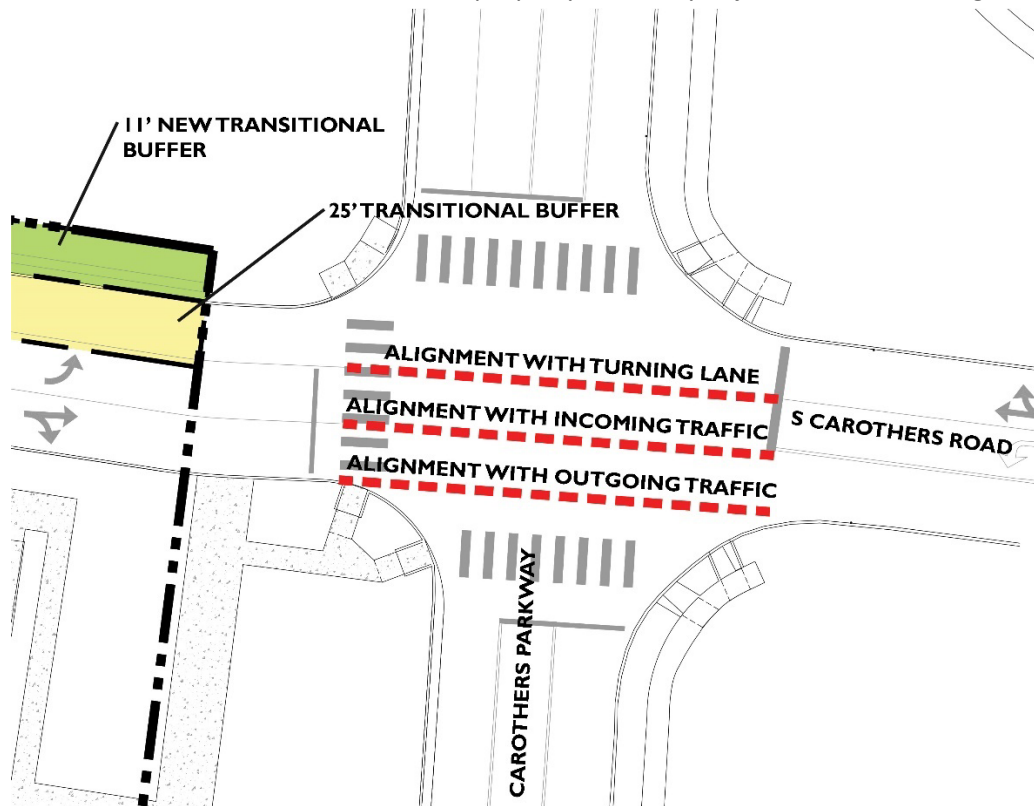 11' NEW TRANSITIONAL
BUFFER
25' TRANSITIONAL BUFFER
ALIGNMENT WITH TURNING LANE
ALIGNMENT WITH INCOMING TRAFFIC
S CAROTHERS ROAD
ALIGNMENT WITH OUTGOING TRAFFIC
CAROTHERS PARKWAY